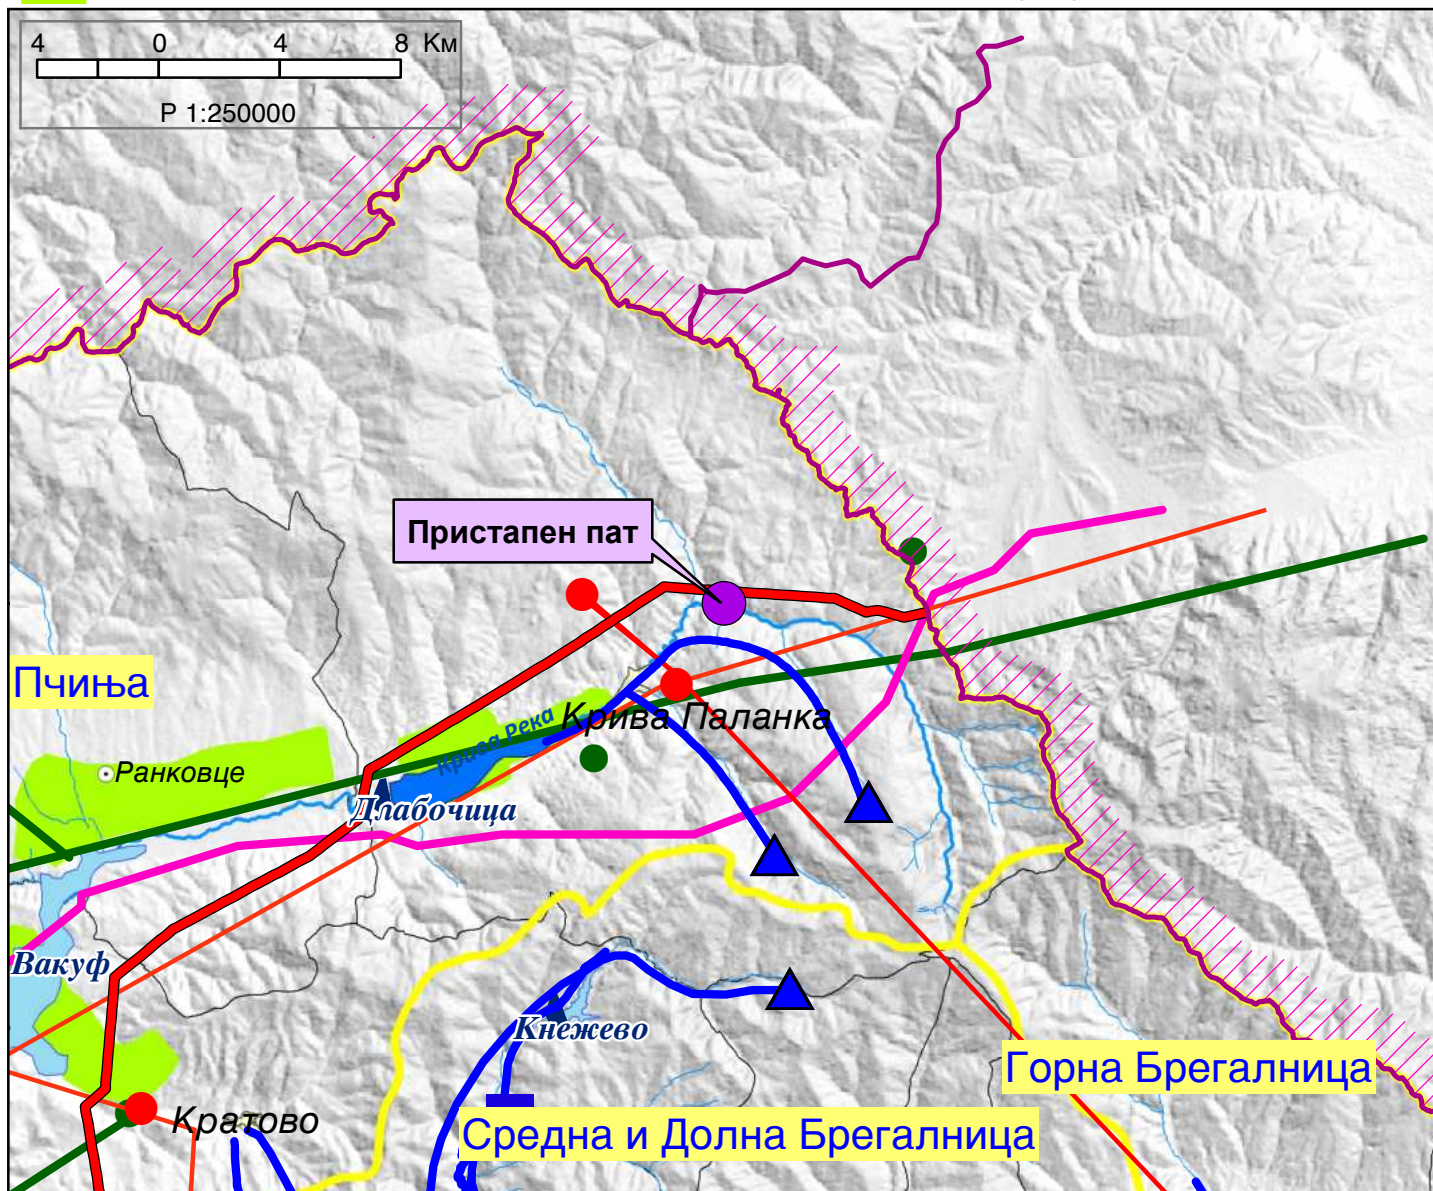 4 0 4 8 Км
Р 1:250000
Пристапен пат
Пчиња
Крива Река
Крива Паланка
Ранковце
Длабочица
Вакуф
Кнежево
Горна Брегалница
Кратово
Средна и Долна Брегалница